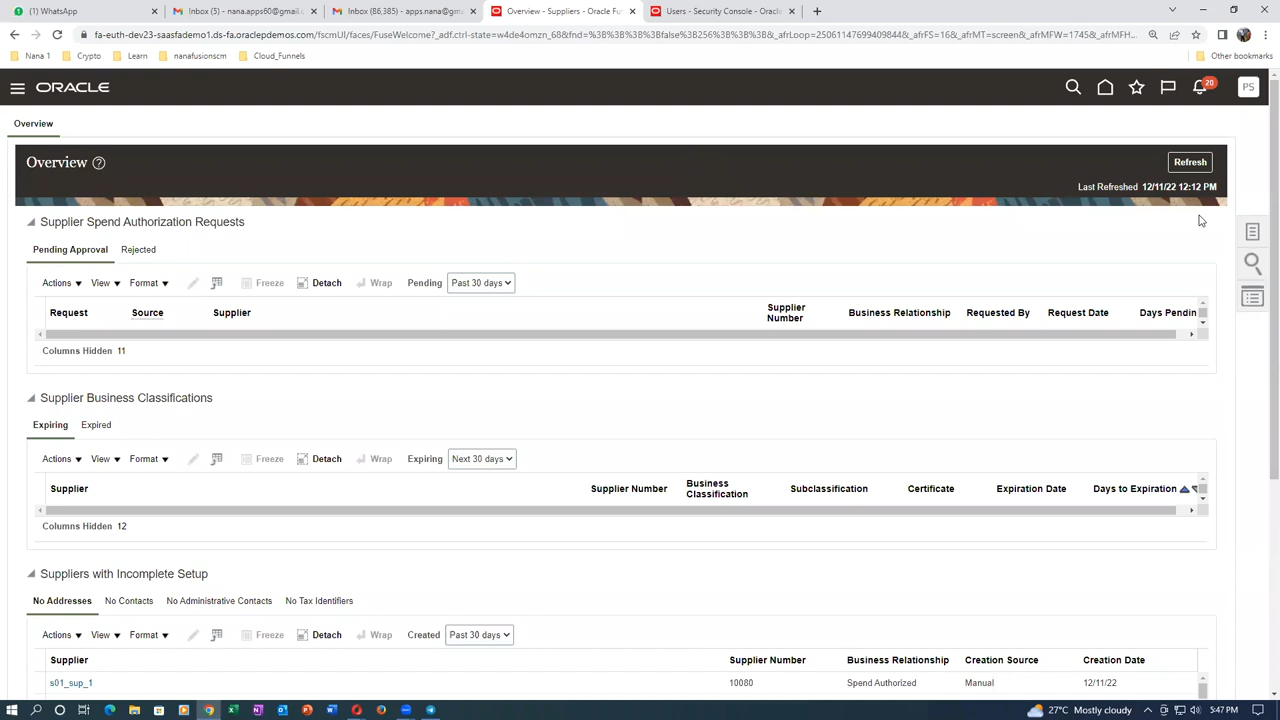 (1) WhatsApp
Inbox (5) - nana.apps60@gmail.c
Inbox (86,385) - apps.nana@gm
Overview - Suppliers - Oracle Fu
Users - Security Console - Oracle
fa-euth-dev23-saasfademo1.ds-fa.oraclepdemos.com/fscmUI/faces/FuseWelcome?_adf.ctrl-state=w4de4omzn_68&fnd=%3B%3B%3B%3Bfalse%3B256%3B%3B%3B&_afrLoop=25061147699409844&_afrFS=16&_afrMT=screen&_afrMFW=1745&_afrMFH...
Nana 1 Crypto Learn nanafusionscm Cloud_Funnels Other bookmarks
ORACLE 20 PS
Overview
Overview Refresh
Last Refreshed 12/11/22 12:12 PM
Supplier Spend Authorization Requests
Pending Approval Rejected
Actions View Format Freeze Detach Wrap Pending Past 30 days
Request Source Supplier Supplier Number Business Relationship Requested By Request Date Days Pendin
Columns Hidden 11
Supplier Business Classifications
Expiring Expired
Actions View Format Freeze Detach Wrap Expiring Next 30 days
Supplier Supplier Number Business Classification Subclassification Certificate Expiration Date Days to Expiration
Columns Hidden 12
Suppliers with Incomplete Setup
No Addresses No Contacts No Administrative Contacts No Tax Identifiers
Actions View Format Freeze Detach Wrap Created Past 30 days
Supplier Supplier Number Business Relationship Creation Source Creation Date
s01_sup_1 10080 Spend Authorized Manual 12/11/22
27°C Mostly cloudy 5:47 PM